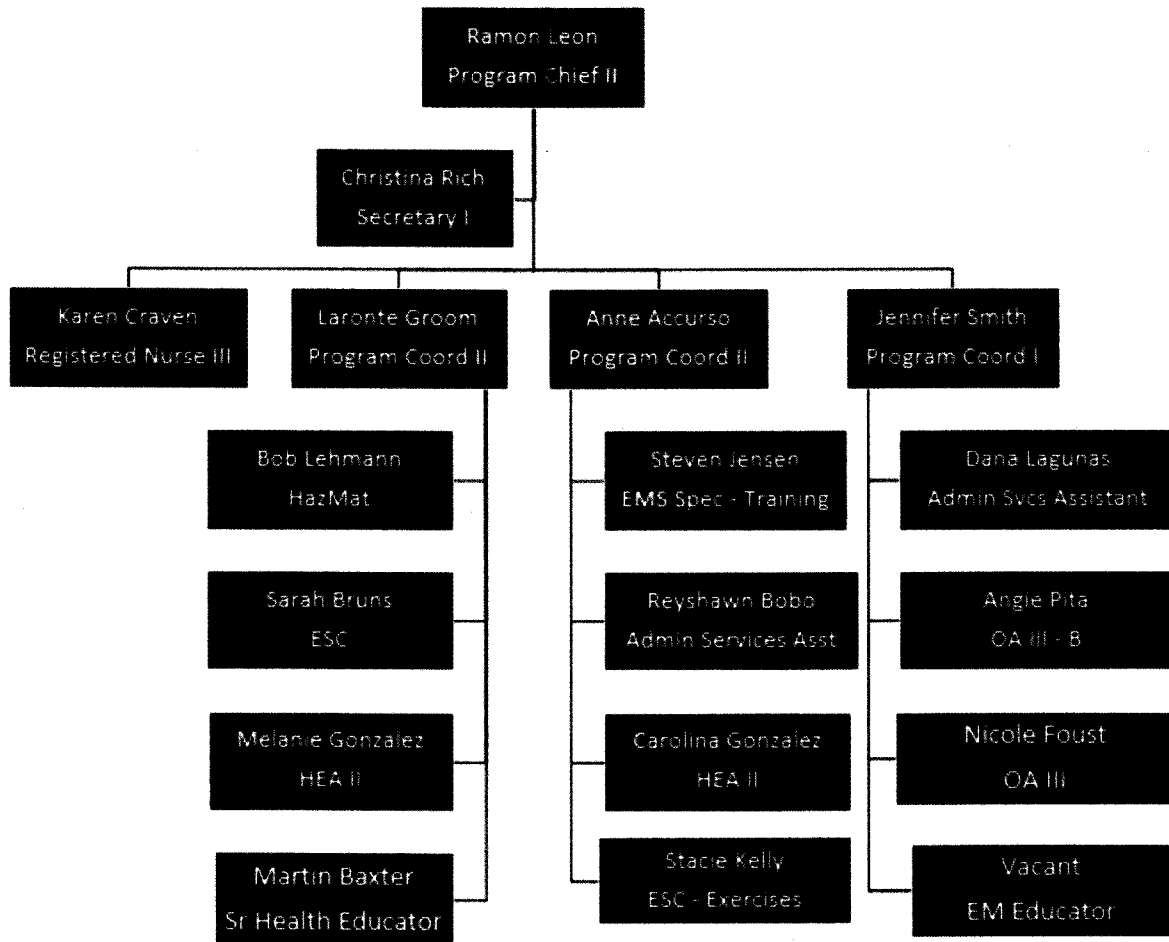 Ramon Leon
Program Chief II
Christina Rich
Secretary I
Karen Craven
Registered Nurse III
Laronte Groom
Program Coord II
Anne Accurso
Program Coord II
Jennifer Smith
Program Coord I
Bob Lehmann
HazMat
Steven Jensen
EMS Spec - Training
Dana Lagunas
Admin Svcs Assistant
Sarah Bruns
ESC
Reyshawn Bobo
Admin Services Asst
Angie Pita
OA III - B
Melanie Gonzalez
HEA II
Carolina Gonzalez
HEA II
Nicole Foust
OA III
Martin Baxter
Sr Health Educator
Stacie Kelly
ESC - Exercises
Vacant
EM Educator